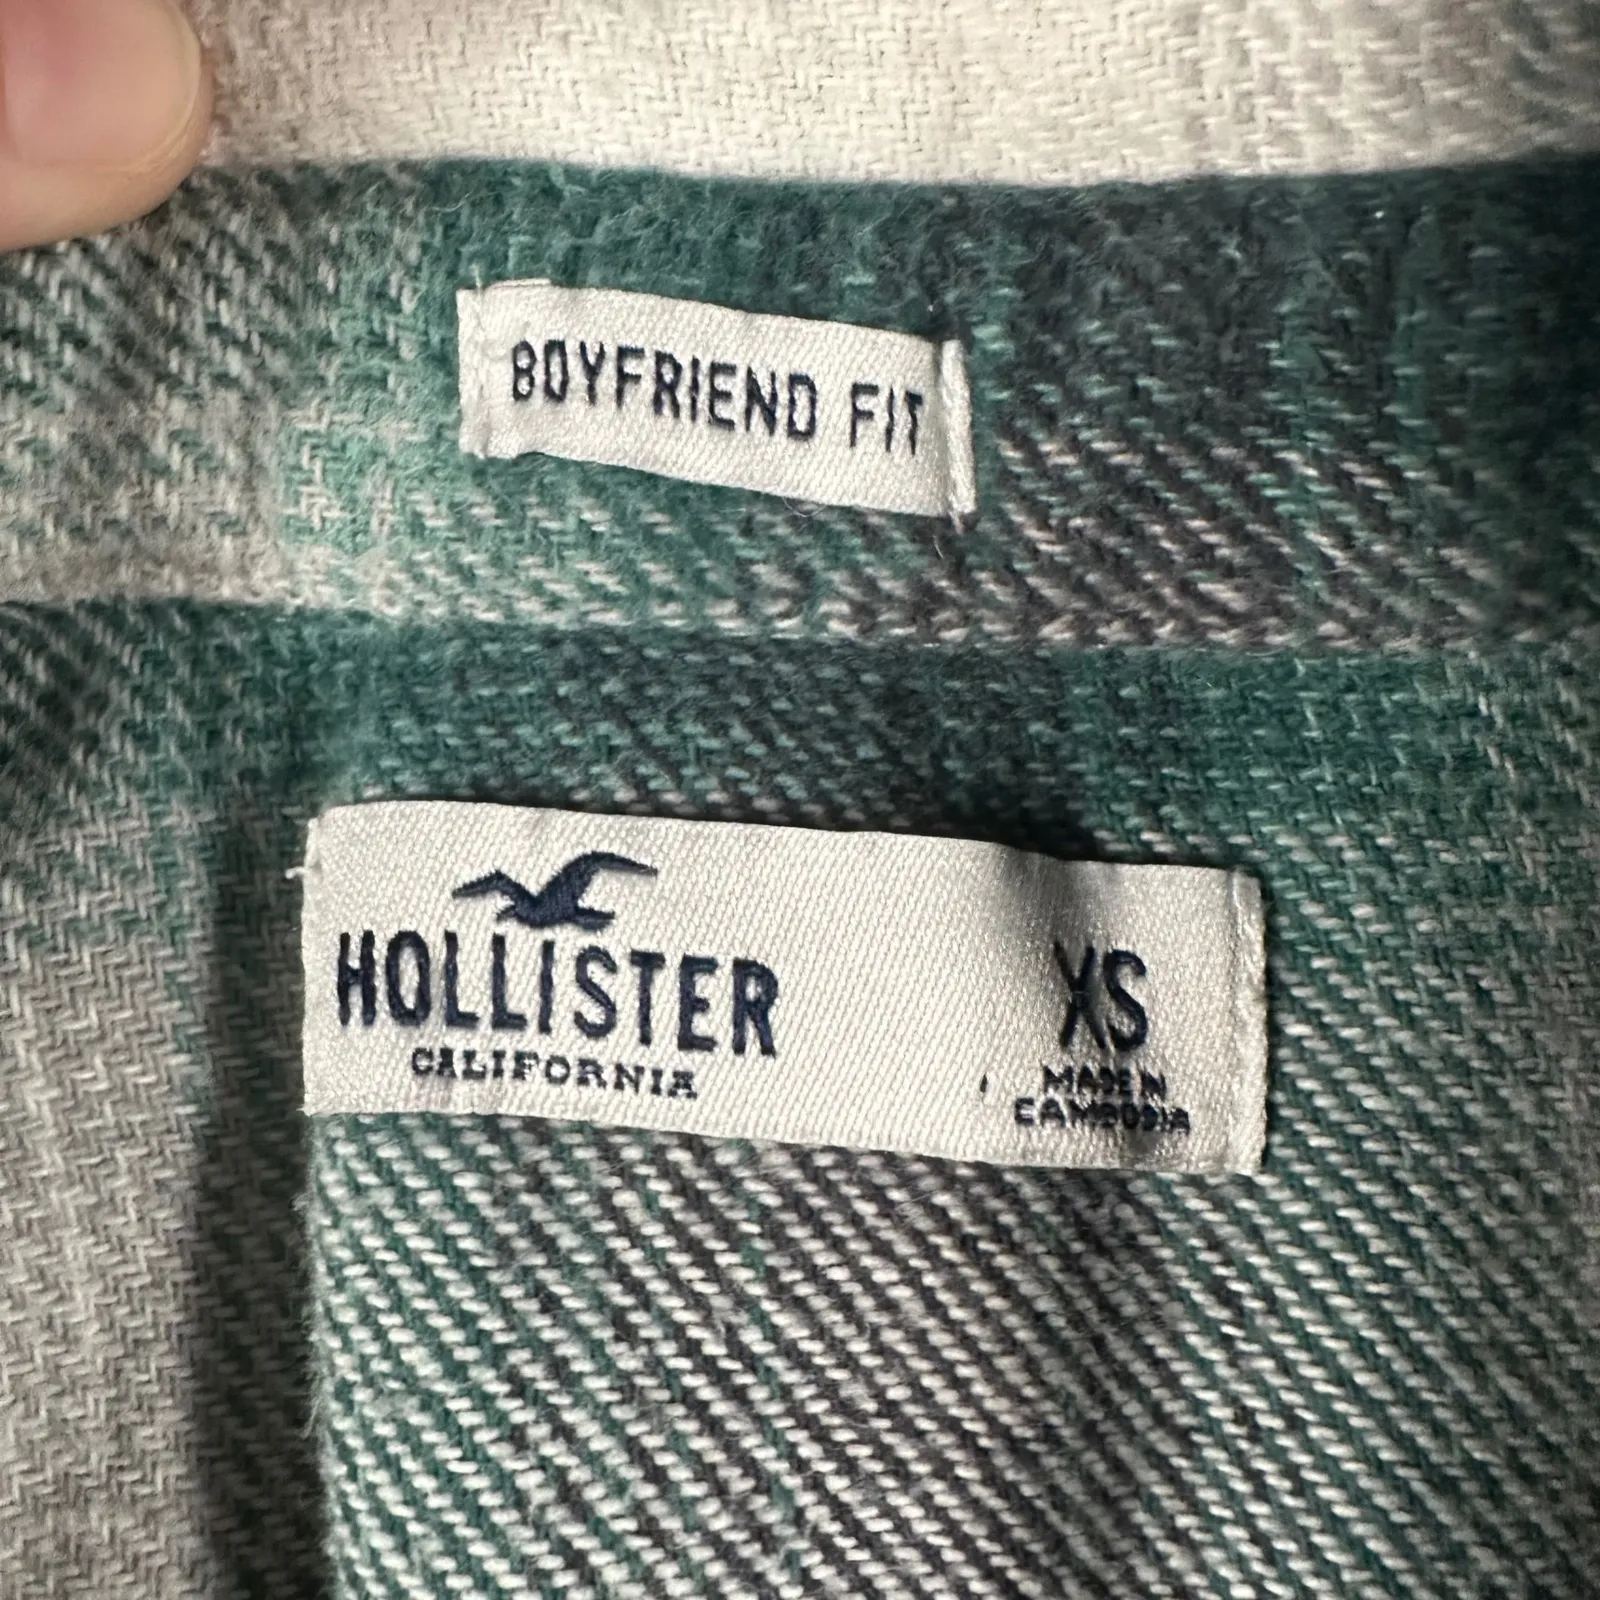 BOYFRIEND FIT
HOLLISTER
CALIFORNIA
XS
MADE IN
CAMBODIA